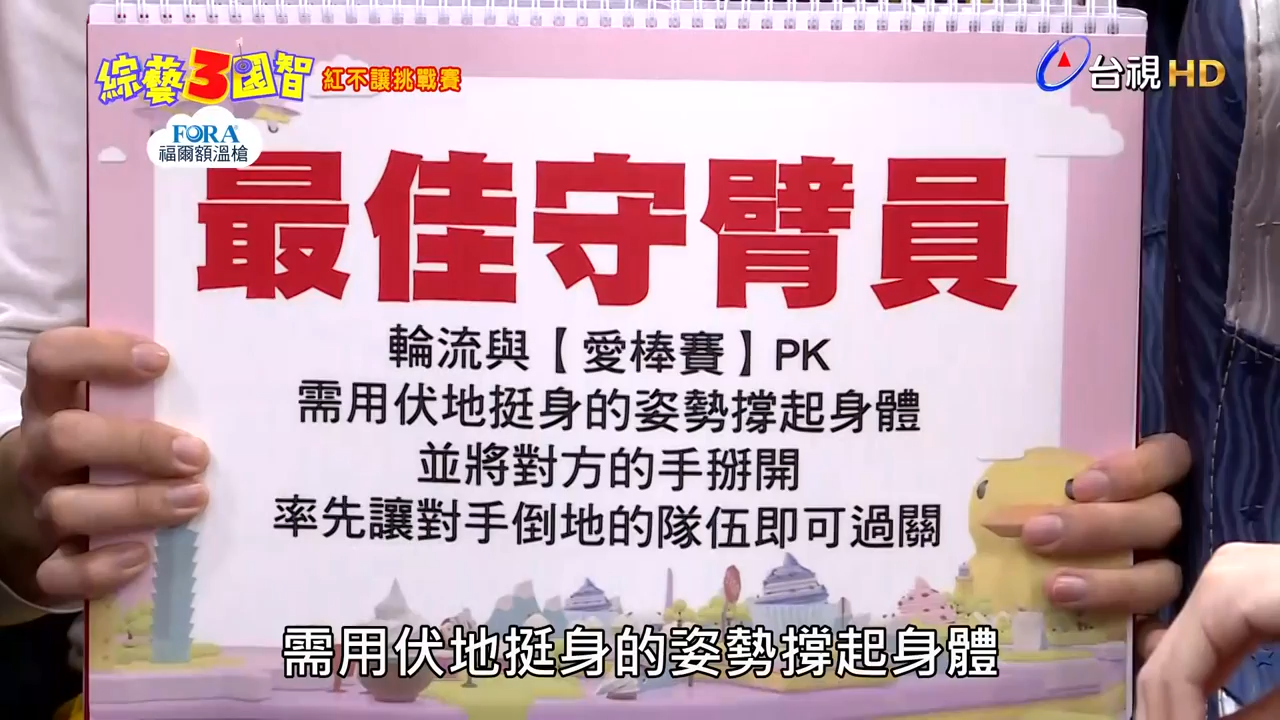 綜藝3國智
紅不讓挑戰賽
台視HD
FORA
福爾額溫槍
最佳守臂員
輪流與【愛棒賽】PK
需用伏地挺身的姿勢撐起身體
並將對方的手掰開
率先讓對手倒地的隊伍即可過關
需用伏地挺身的姿勢撐起身體